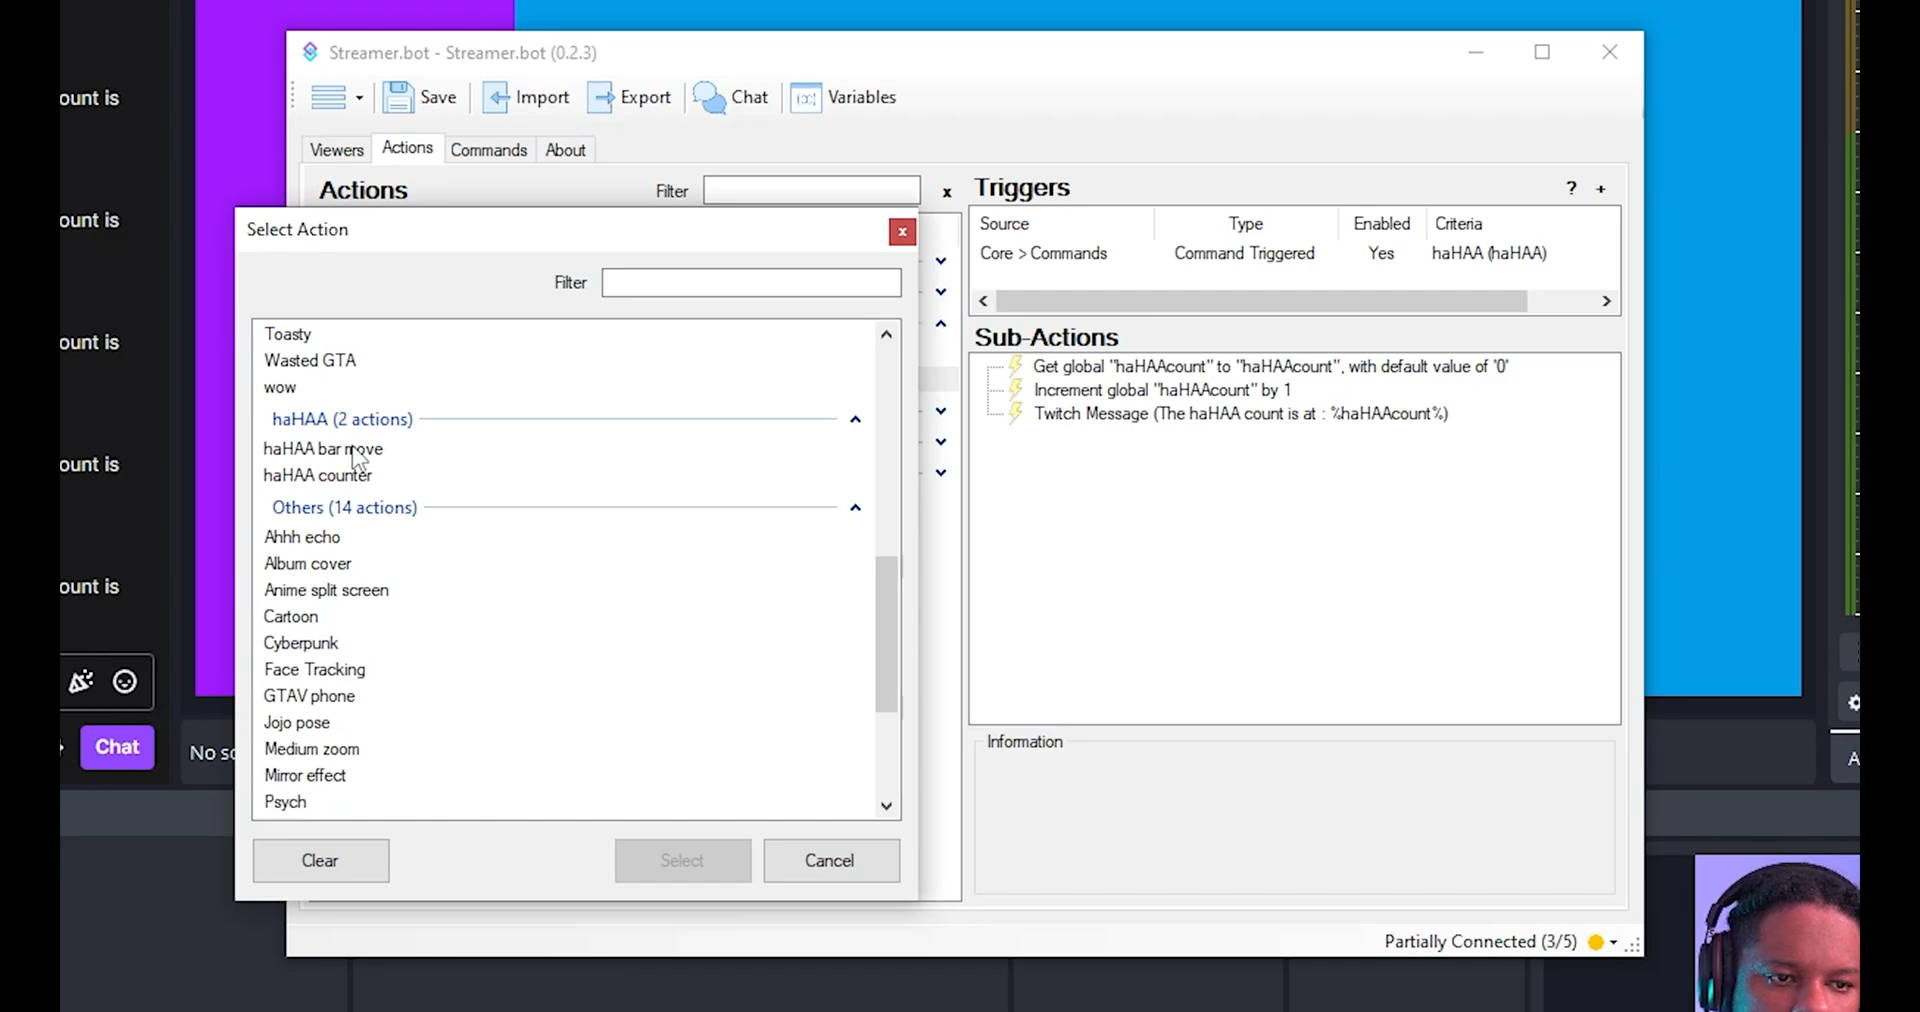 ount is
ount is
ount is
ount is
ount is
Chat
No sc
Streamer.bot - Streamer.bot (0.2.3)
Save
Import
Export
Chat
Variables
Viewers
Actions
Commands
About
Actions
Filter
x
Select Action
x
Filter
Toasty
Wasted GTA
wow
haHAA (2 actions)
haHAA bar move
haHAA counter
Others (14 actions)
Ahhh echo
Album cover
Anime split screen
Cartoon
Cyberpunk
Face Tracking
GTAV phone
Jojo pose
Medium zoom
Mirror effect
Psych
Clear
Select
Cancel
Triggers
? +
Source Type Enabled Criteria
Core > Commands Command Triggered Yes haHAA (haHAA)
Sub-Actions
Get global "haHAAcount" to "haHAAcount", with default value of '0'
Increment global "haHAAcount" by 1
Twitch Message (The haHAA count is at : %haHAAcount%)
Information
Partially Connected (3/5)
A